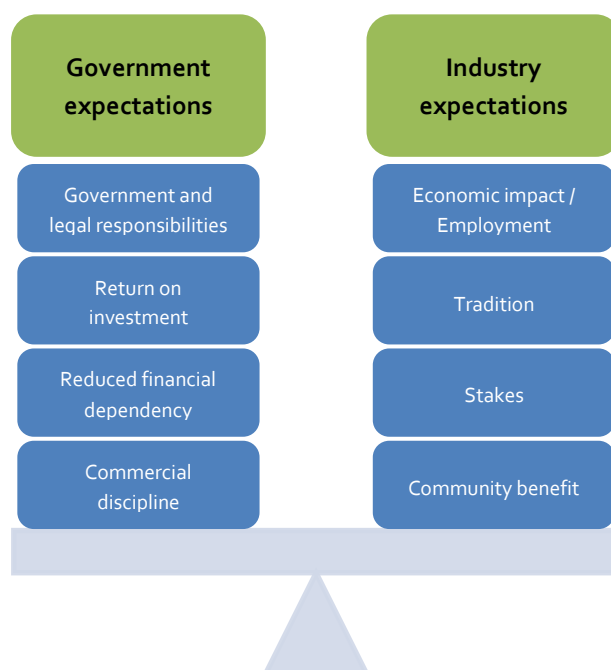 Government
expectations
Government and
legal responsibilities
Return on
investment
Reduced financial
dependency
Commercial
discipline
Industry
expectations
Economic impact /
Employment
Tradition
Stakes
Community benefit